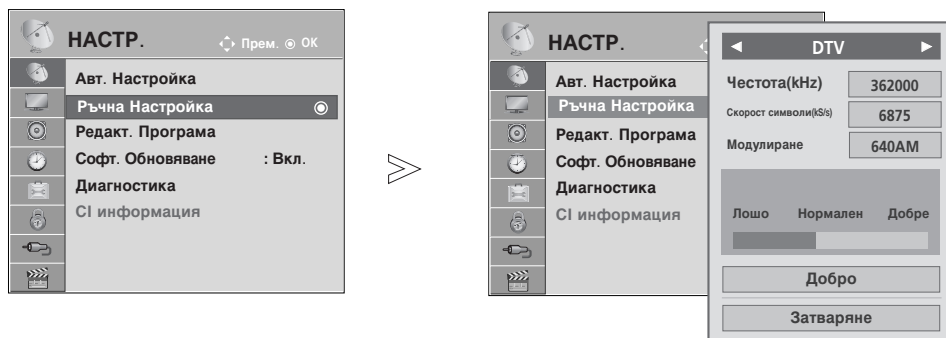 НАСТР. Прем. OK
Авт. Настройка
Ръчна Настройка
Редакт. Програма
Софт. Обновяване : Вкл.
Диагностика
CI информация
НАСТР.
Авт. Настройка
Ръчна Настройка
Редакт. Програма
Софт. Обновяване
Диагностика
CI информация
◄ DTV ►
Честота(kHz) 362000
Скорост символи(kS/s) 6875
Модулиране 640AM
Лошо Нормален Добре
Добро
Затваряне